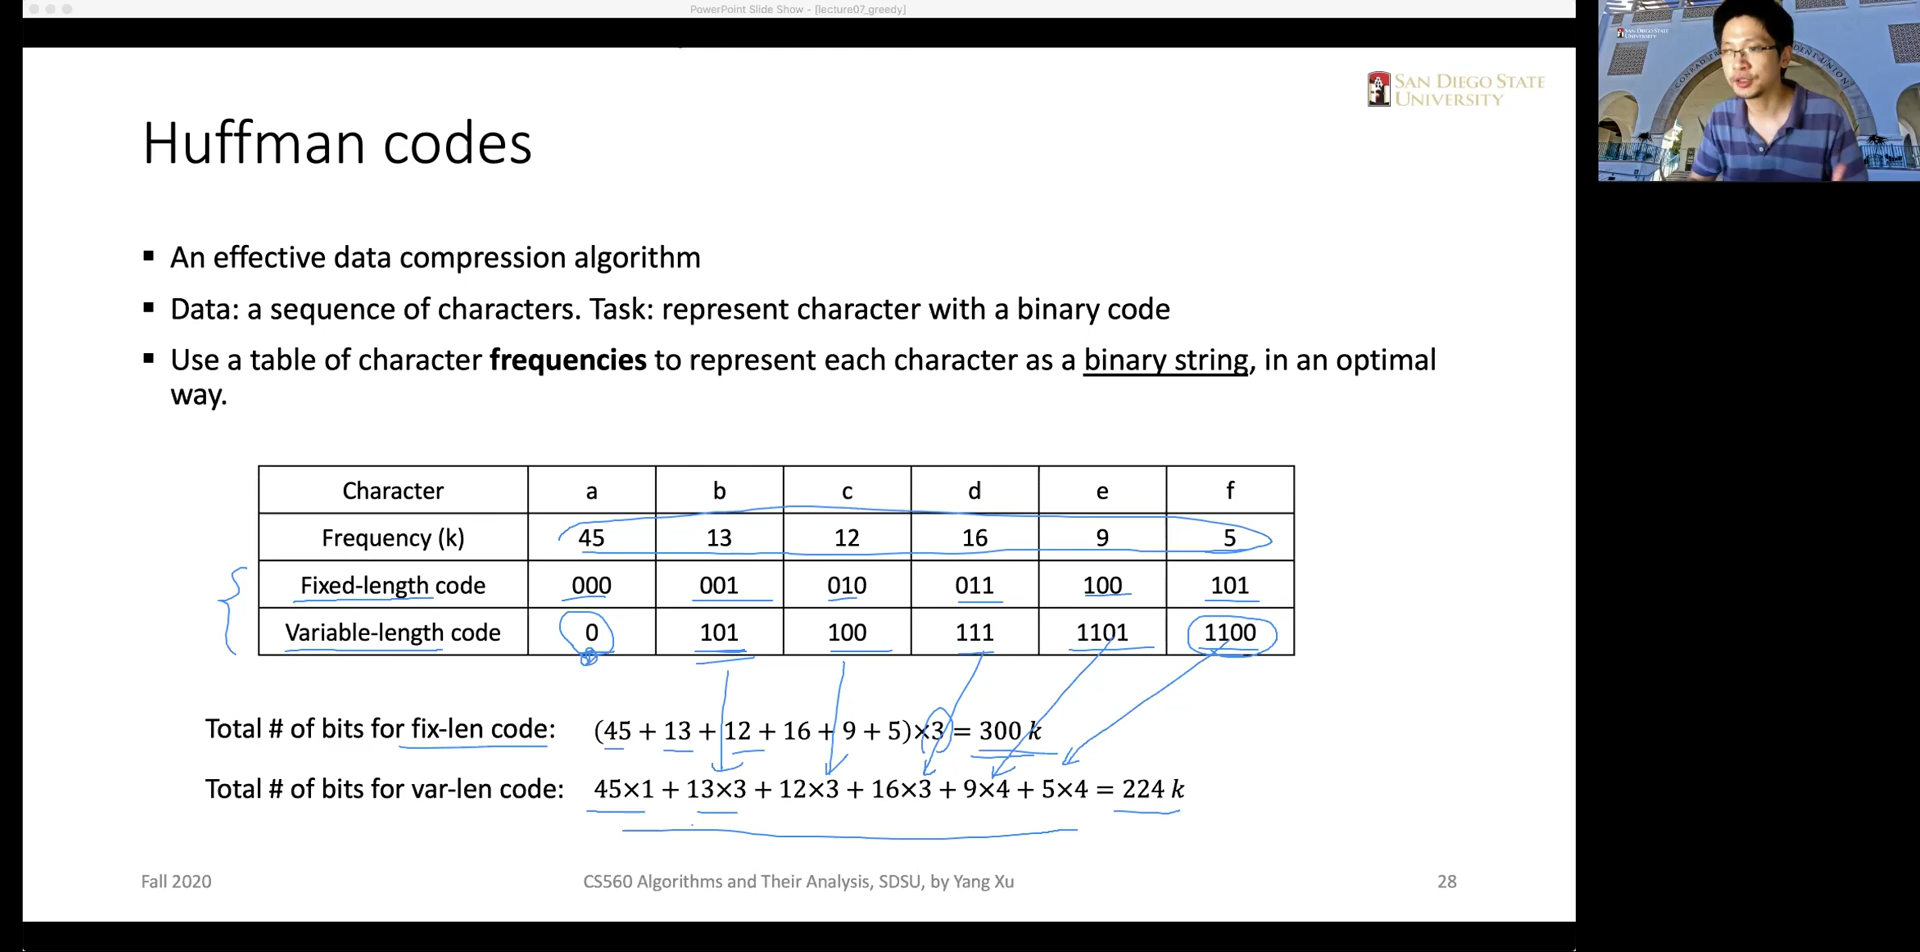 PowerPoint Slide Show - [lecture07_greedy]
SAN DIEGO STATE
UNIVERSITY
SAN DIEGO STATE
UNIVERSITY
Huffman codes
▪ An effective data compression algorithm
▪ Data: a sequence of characters. Task: represent character with a binary code
▪ Use a table of character frequencies to represent each character as a binary string, in an optimal
way.
Character a b c d e f
Frequency (k) 45 13 12 16 9 5
Fixed-length code 000 001 010 011 100 101
Variable-length code 0 101 100 111 1101 1100
Total # of bits for fix-len code: (45 + 13 + 12 + 16 + 9 + 5)×3 = 300 k
Total # of bits for var-len code: 45×1 + 13×3 + 12×3 + 16×3 + 9×4 + 5×4 = 224 k
Fall 2020 CS560 Algorithms and Their Analysis, SDSU, by Yang Xu 28